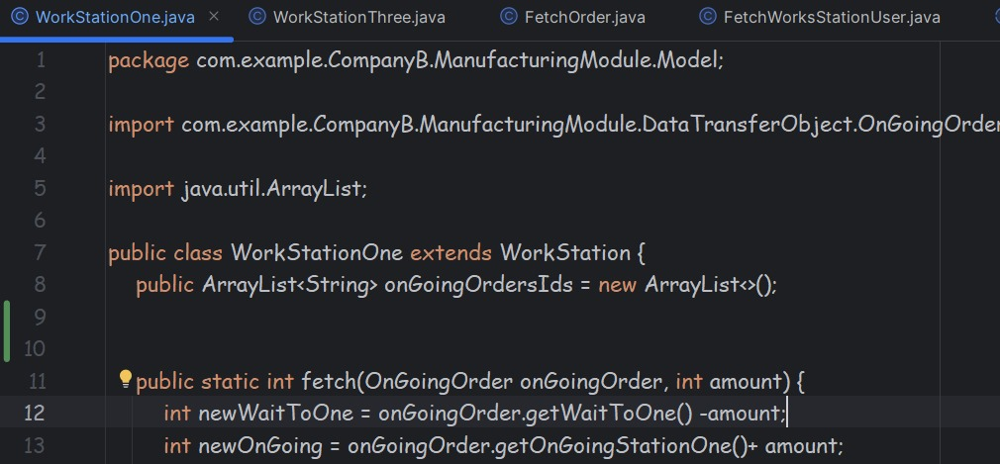 WorkStationOne.java × WorkStationThree.java FetchOrder.java FetchWorksStationUser.java
1 package com.example.CompanyB.ManufacturingModule.Model;
2
3 import com.example.CompanyB.ManufacturingModule.DataTransferObject.OnGoingOrder
4
5 import java.util.ArrayList;
6
7 public class WorkStationOne extends WorkStation {
8 public ArrayList<String> onGoingOrdersIds = new ArrayList<>();
9
10
11 public static int fetch(OnGoingOrder onGoingOrder, int amount) {
12 int newWaitToOne = onGoingOrder.getWaitToOne() -amount;
13 int newOnGoing = onGoingOrder.getOnGoingStationOne()+ amount;